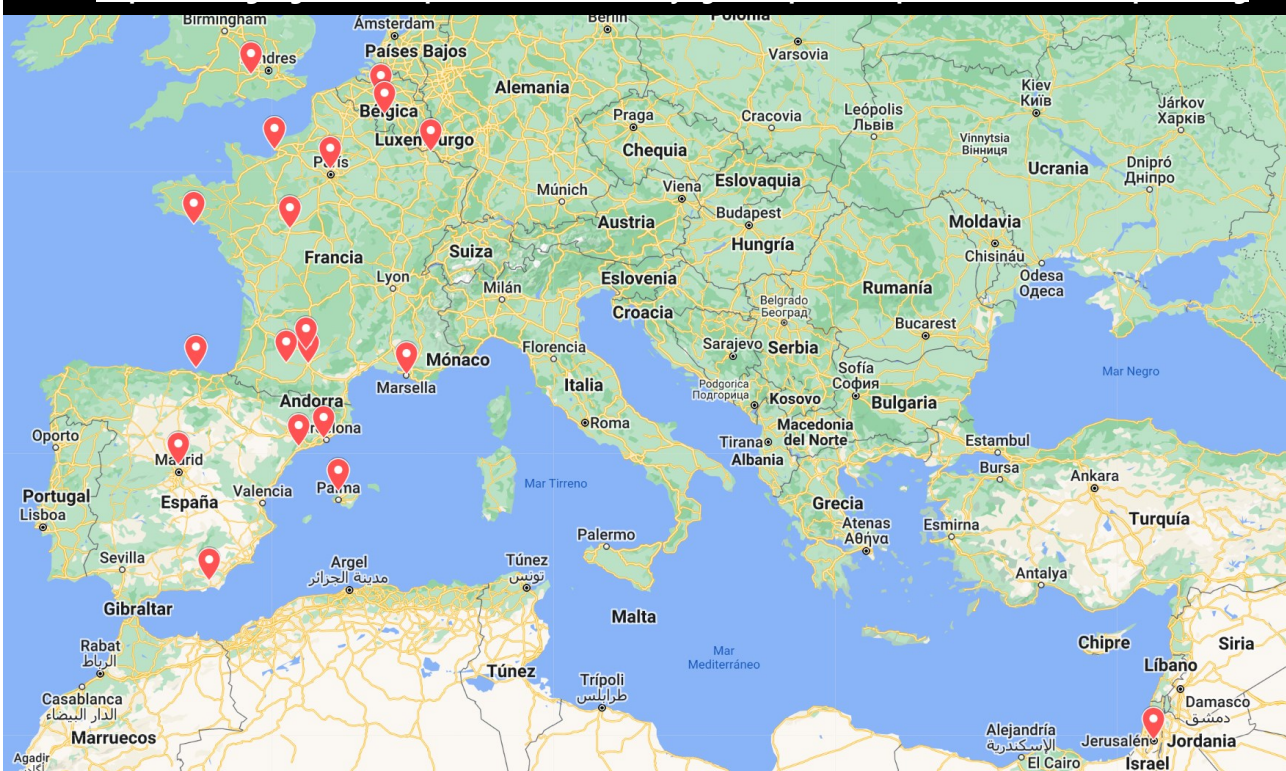 Birmingham
Ámsterdam
Berlín
Polonia
Países Bajos
Varsovia
Alemania
Kiev
Київ
Bélgica
Praga
Cracovia
Leópolis
Львів
Járkov
Харків
Vinnytsia
Вінниця
Luxemburgo
París
Chequia
Ucrania
Dnipró
Дніпро
Múnich
Viena
Eslovaquia
Austria
Budapest
Hungría
Moldavia
Chisináu
Francia
Suiza
Odesa
Одеса
Lyon
Milán
Eslovenia
Croacia
Rumanía
Belgrado
Београд
Bucarest
Florencia
Sarajevo
Serbia
Mónaco
Marsella
Italia
Sofía
София
Mar Negro
Podgorica
Подгорица
Kosovo
Bulgaria
Andorra
Roma
Macedonia
del Norte
Oporto
Tirana
Albania
Estambul
Bursa
Madrid
Ankara
Portugal
Lisboa
España
Valencia
Palma
Mar Tirreno
Grecia
Atenas
Αθήνα
Esmirna
Turquía
Palermo
Sevilla
Argel
مدينة الجزائر
Túnez
تونس
Antalya
Gibraltar
Malta
Rabat
الرباط
Chipre
Siria
Mar
Mediterráneo
Túnez
Líbano
Trípoli
طرابلس
Casablanca
الدار البيضاء
Damasco
دمشق
Marruecos
Alejandría
الإسكندرية
Jerusalén
Jordania
Agadir
El Cairo
Israel